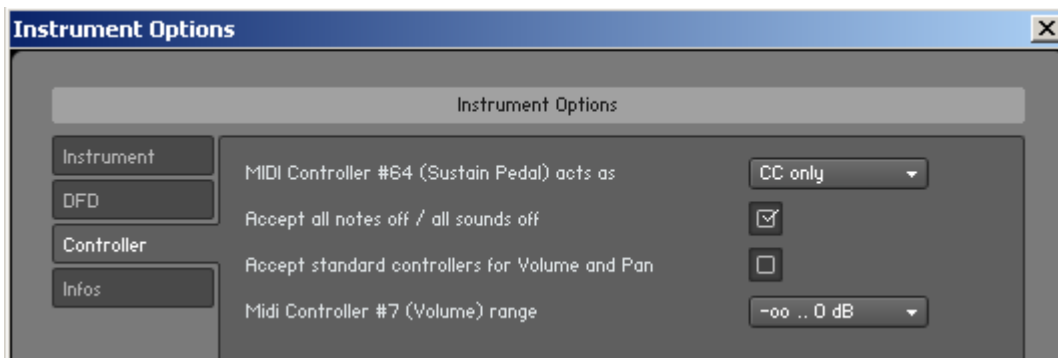 Instrument Options
Instrument Options
Instrument
DFD
Controller
Infos
MIDI Controller #64 (Sustain Pedal) acts as CC only
Accept all notes off / all sounds off
Accept standard controllers for Volume and Pan
Midi Controller #7 (Volume) range -oo .. 0 dB